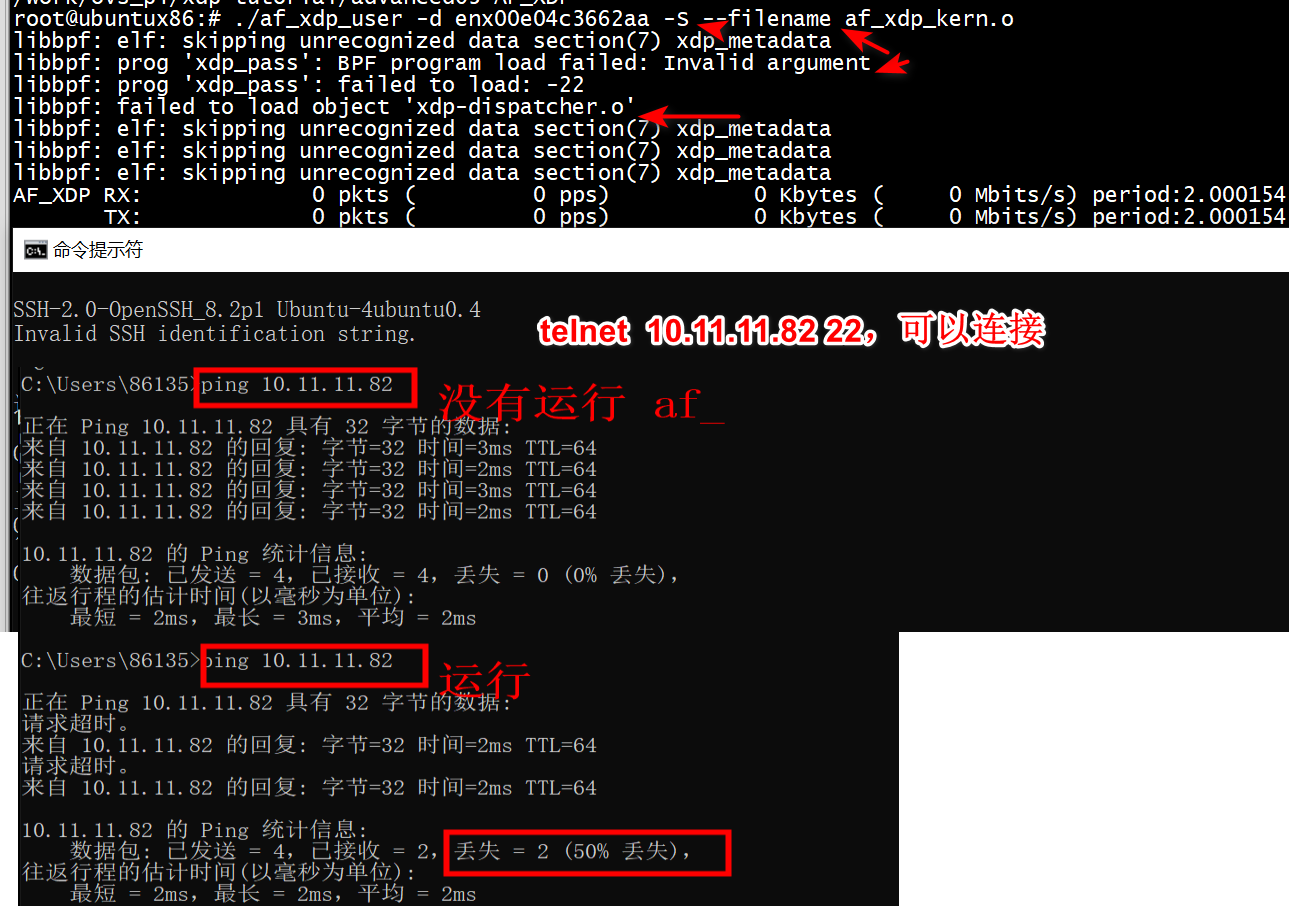 root@ubuntux86:# ./af_xdp_user -d enx00e04c3662aa -S --filename af_xdp_kern.o
libbpf: elf: skipping unrecognized data section(7) xdp_metadata
libbpf: prog 'xdp_pass': BPF program load failed: Invalid argument
libbpf: prog 'xdp_pass': failed to load: -22
libbpf: failed to load object 'xdp-dispatcher.o'
libbpf: elf: skipping unrecognized data section(7) xdp_metadata
libbpf: elf: skipping unrecognized data section(7) xdp_metadata
libbpf: elf: skipping unrecognized data section(7) xdp_metadata
AF_XDP RX: 0 pkts ( 0 pps) 0 Kbytes ( 0 Mbits/s) period:2.000154
TX: 0 pkts ( 0 pps) 0 Kbytes ( 0 Mbits/s) period:2.000154
命令提示符
SSH-2.0-OpenSSH_8.2p1 Ubuntu-4ubuntu0.4
Invalid SSH identification string.
telnet 10.11.11.82 22，可以连接
C:\Users\86135>ping 10.11.11.82
没有运行 af_
正在 Ping 10.11.11.82 具有 32 字节的数据:
来自 10.11.11.82 的回复: 字节=32 时间=3ms TTL=64
来自 10.11.11.82 的回复: 字节=32 时间=2ms TTL=64
来自 10.11.11.82 的回复: 字节=32 时间=3ms TTL=64
来自 10.11.11.82 的回复: 字节=32 时间=2ms TTL=64
10.11.11.82 的 Ping 统计信息:
数据包: 已发送 = 4，已接收 = 4，丢失 = 0 (0% 丢失)，
往返行程的估计时间(以毫秒为单位):
最短 = 2ms，最长 = 3ms，平均 = 2ms
C:\Users\86135>ping 10.11.11.82
运行
正在 Ping 10.11.11.82 具有 32 字节的数据:
请求超时。
来自 10.11.11.82 的回复: 字节=32 时间=2ms TTL=64
请求超时。
来自 10.11.11.82 的回复: 字节=32 时间=2ms TTL=64
10.11.11.82 的 Ping 统计信息:
数据包: 已发送 = 4，已接收 = 2，丢失 = 2 (50% 丢失)，
往返行程的估计时间(以毫秒为单位):
最短 = 2ms，最长 = 2ms，平均 = 2ms